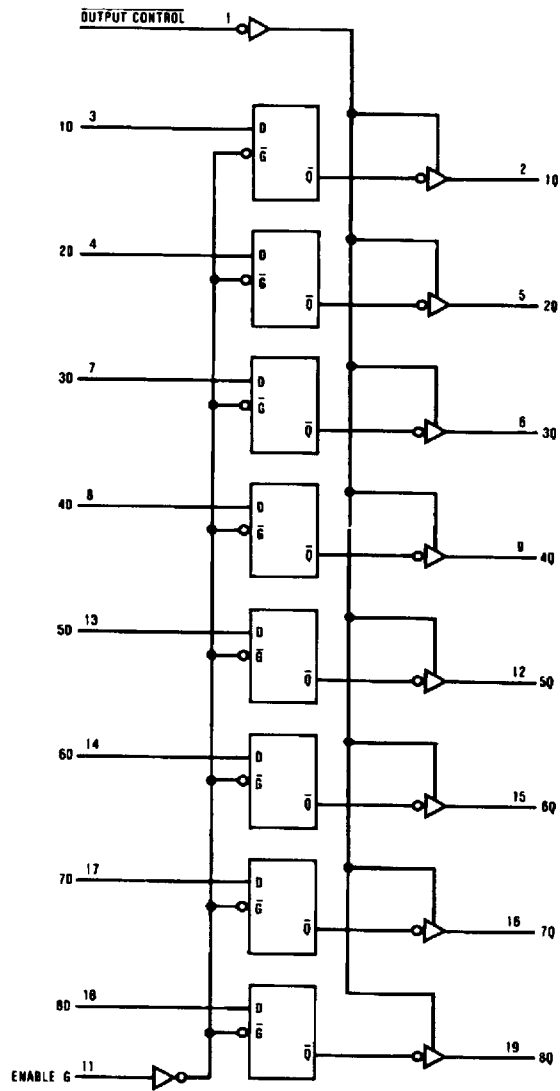 OUTPUT CONTROL 1
1D 3 D G̅ Q̅ 2 1Q
2D 4 D G̅ Q̅ 5 2Q
3D 7 D G̅ Q̅ 6 3Q
4D 8 D G̅ Q̅ 9 4Q
5D 13 D G̅ Q̅ 12 5Q
6D 14 D G̅ Q̅ 15 6Q
7D 17 D G̅ Q̅ 16 7Q
8D 18 D G̅ Q̅ 19 8Q
ENABLE G 11